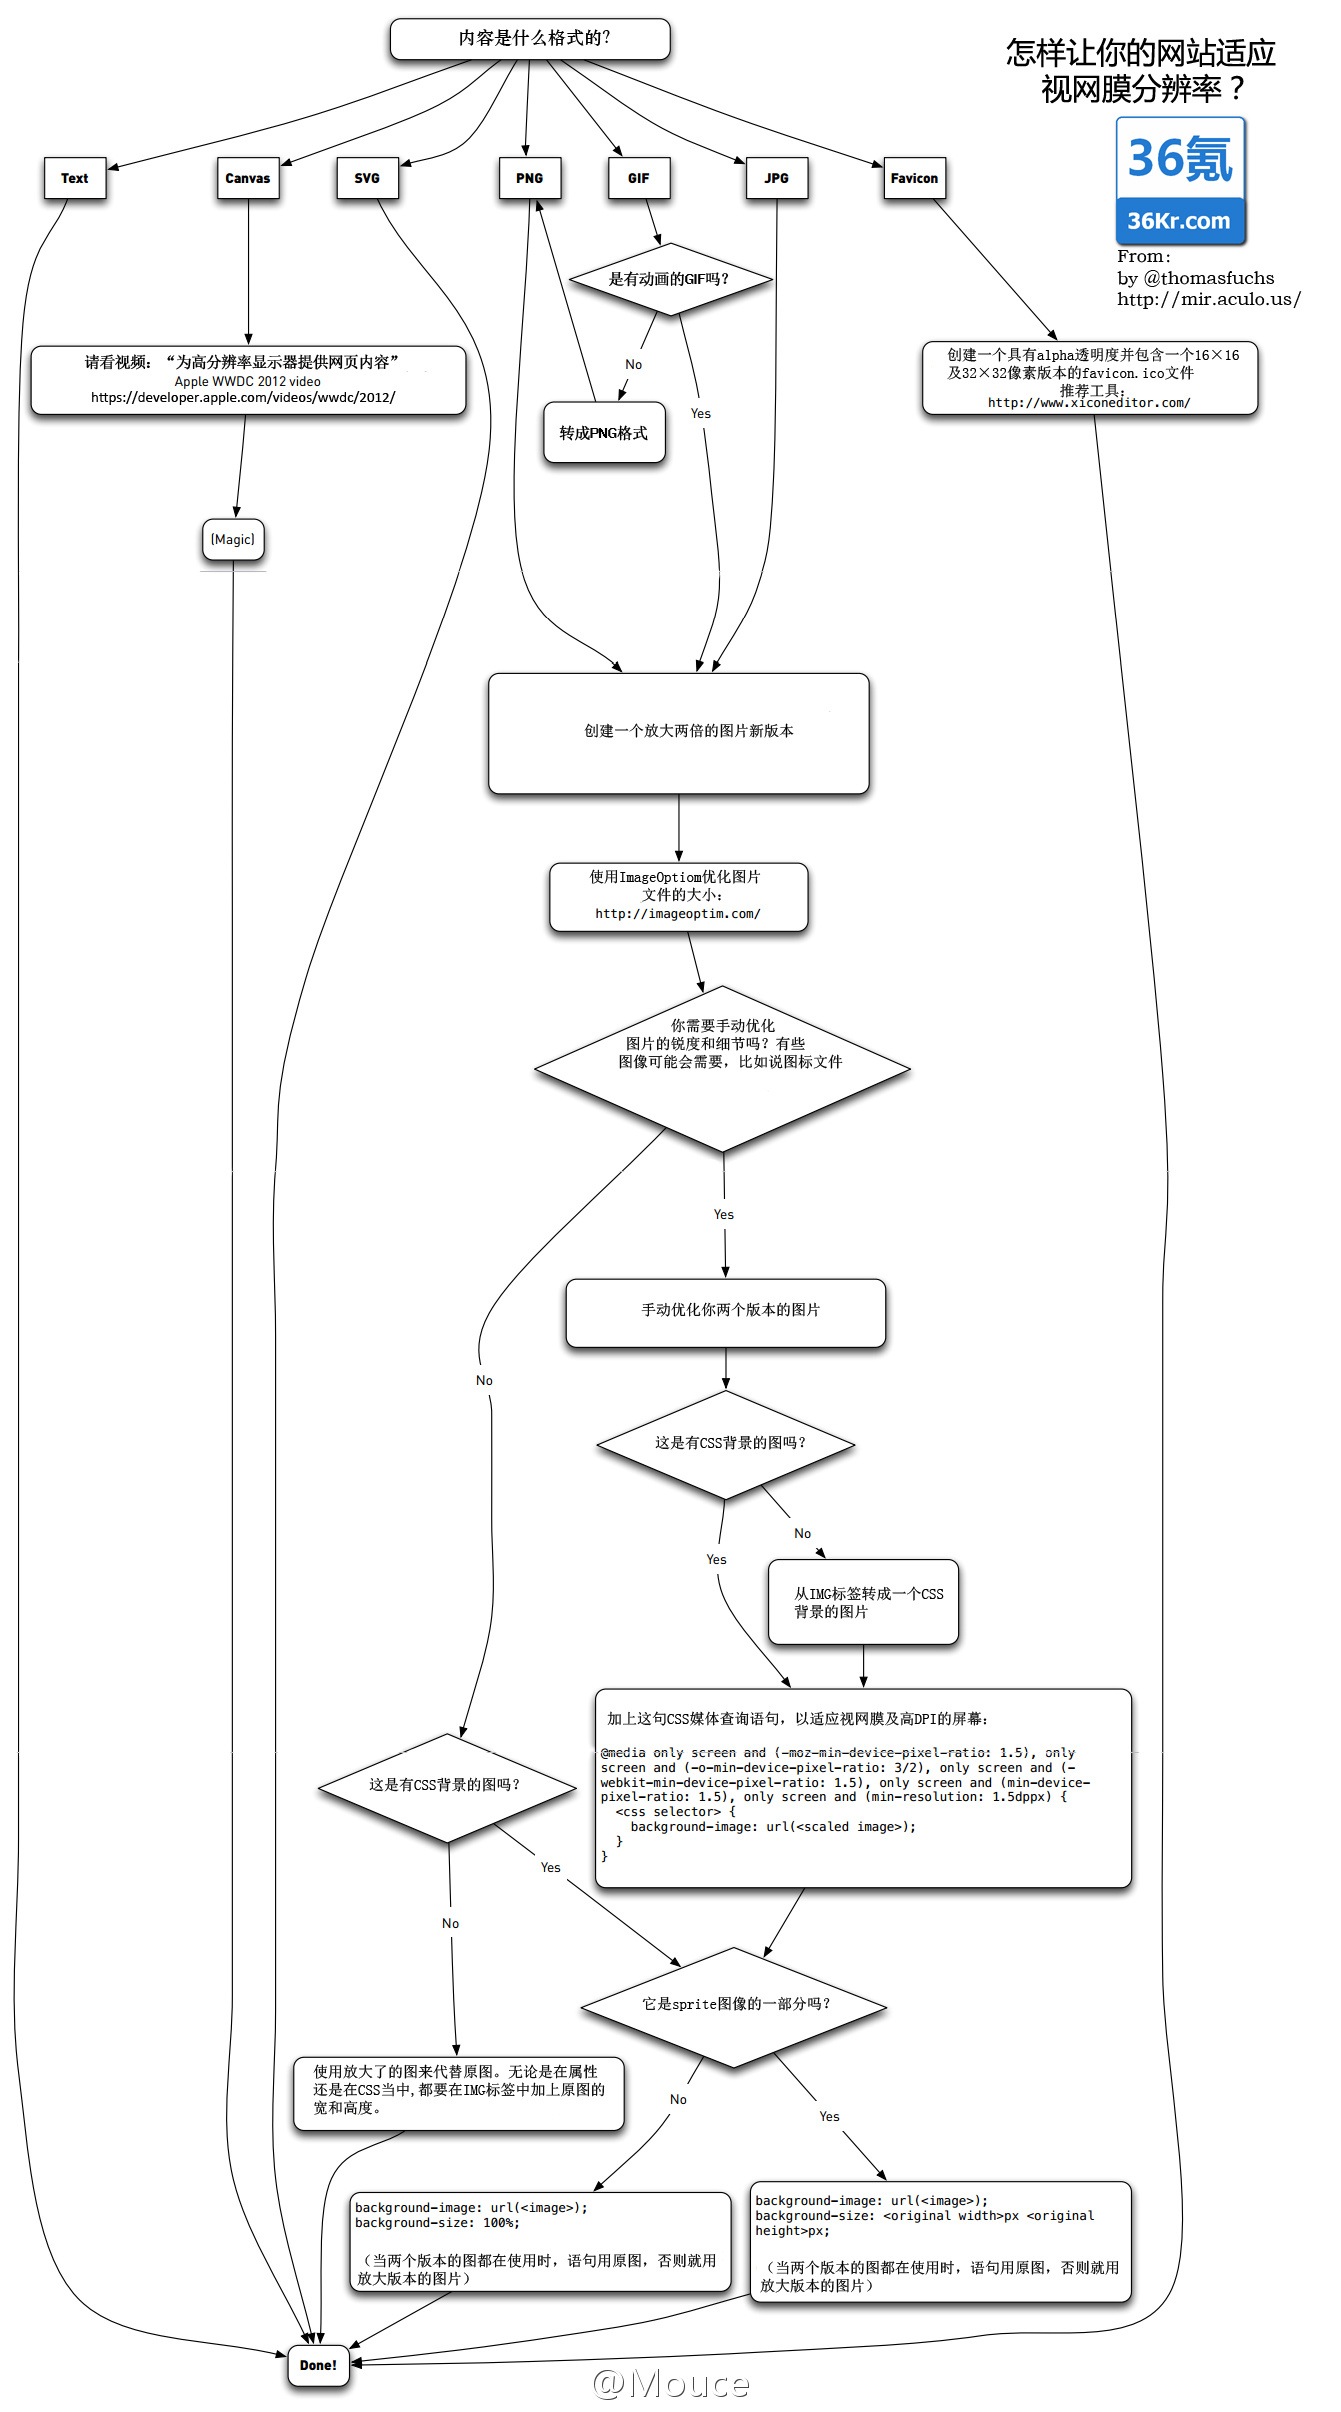 内容是什么格式的？
怎样让你的网站适应
视网膜分辨率？
36氪
36Kr.com
From:
by @thomasfuchs
http://mir.aculo.us/
Text
Canvas
SVG
PNG
GIF
JPG
Favicon
是有动画的GIF吗？
No
Yes
转成PNG格式
请看视频：“为高分辨率显示器提供网页内容”
Apple WWDC 2012 video
https://developer.apple.com/videos/wwdc/2012/
创建一个具有alpha透明度并包含一个16×16
及32×32像素版本的favicon.ico文件
推荐工具：
http://www.xiconeditor.com/
(Magic)
创建一个放大两倍的图片新版本
使用ImageOptiom优化图片
文件的大小：
http://imageoptim.com/
你需要手动优化
图片的锐度和细节吗？有些
图像可能会需要，比如说图标文件
Yes
No
手动优化你两个版本的图片
这是有CSS背景的图吗？
No
Yes
从IMG标签转成一个CSS
背景的图片
加上这句CSS媒体查询语句，以适应视网膜及高DPI的屏幕：
@media only screen and (-moz-min-device-pixel-ratio: 1.5), only
screen and (-o-min-device-pixel-ratio: 3/2), only screen and (-
webkit-min-device-pixel-ratio: 1.5), only screen and (min-device-
pixel-ratio: 1.5), only screen and (min-resolution: 1.5dppx) {
<css selector> {
background-image: url(<scaled image>);
}
}
这是有CSS背景的图吗？
Yes
No
它是sprite图像的一部分吗？
No
Yes
使用放大了的图来代替原图。无论是在属性
还是在CSS当中,都要在IMG标签中加上原图的
宽和高度。
background-image: url(<image>);
background-size: 100%;
（当两个版本的图都在使用时，语句用原图，否则就用
放大版本的图片）
background-image: url(<image>);
background-size: <original width>px <original
height>px;
（当两个版本的图都在使用时，语句用原图，否则就用
放大版本的图片）
Done!
@Mouce